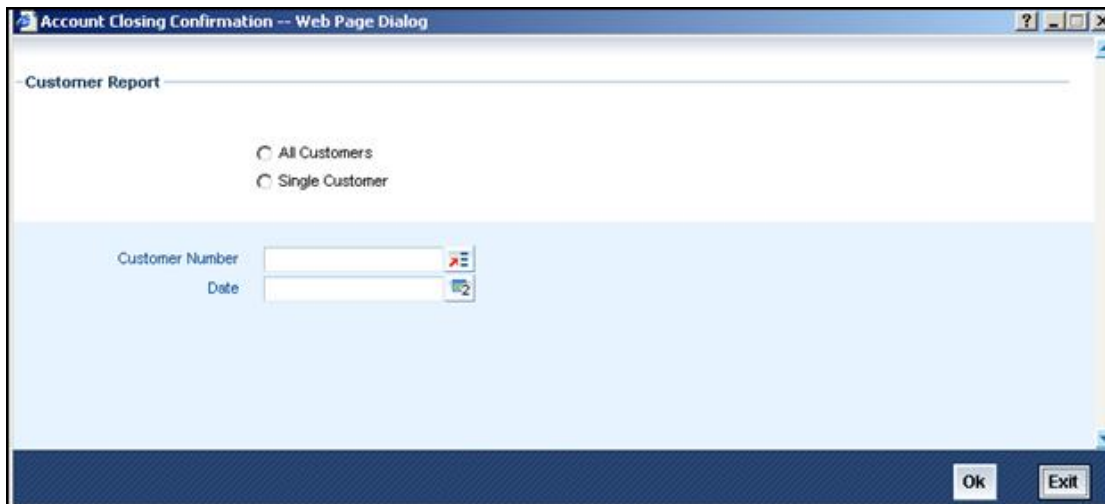 Account Closing Confirmation -- Web Page Dialog
Customer Report
All Customers
Single Customer
Customer Number
Date
Ok
Exit